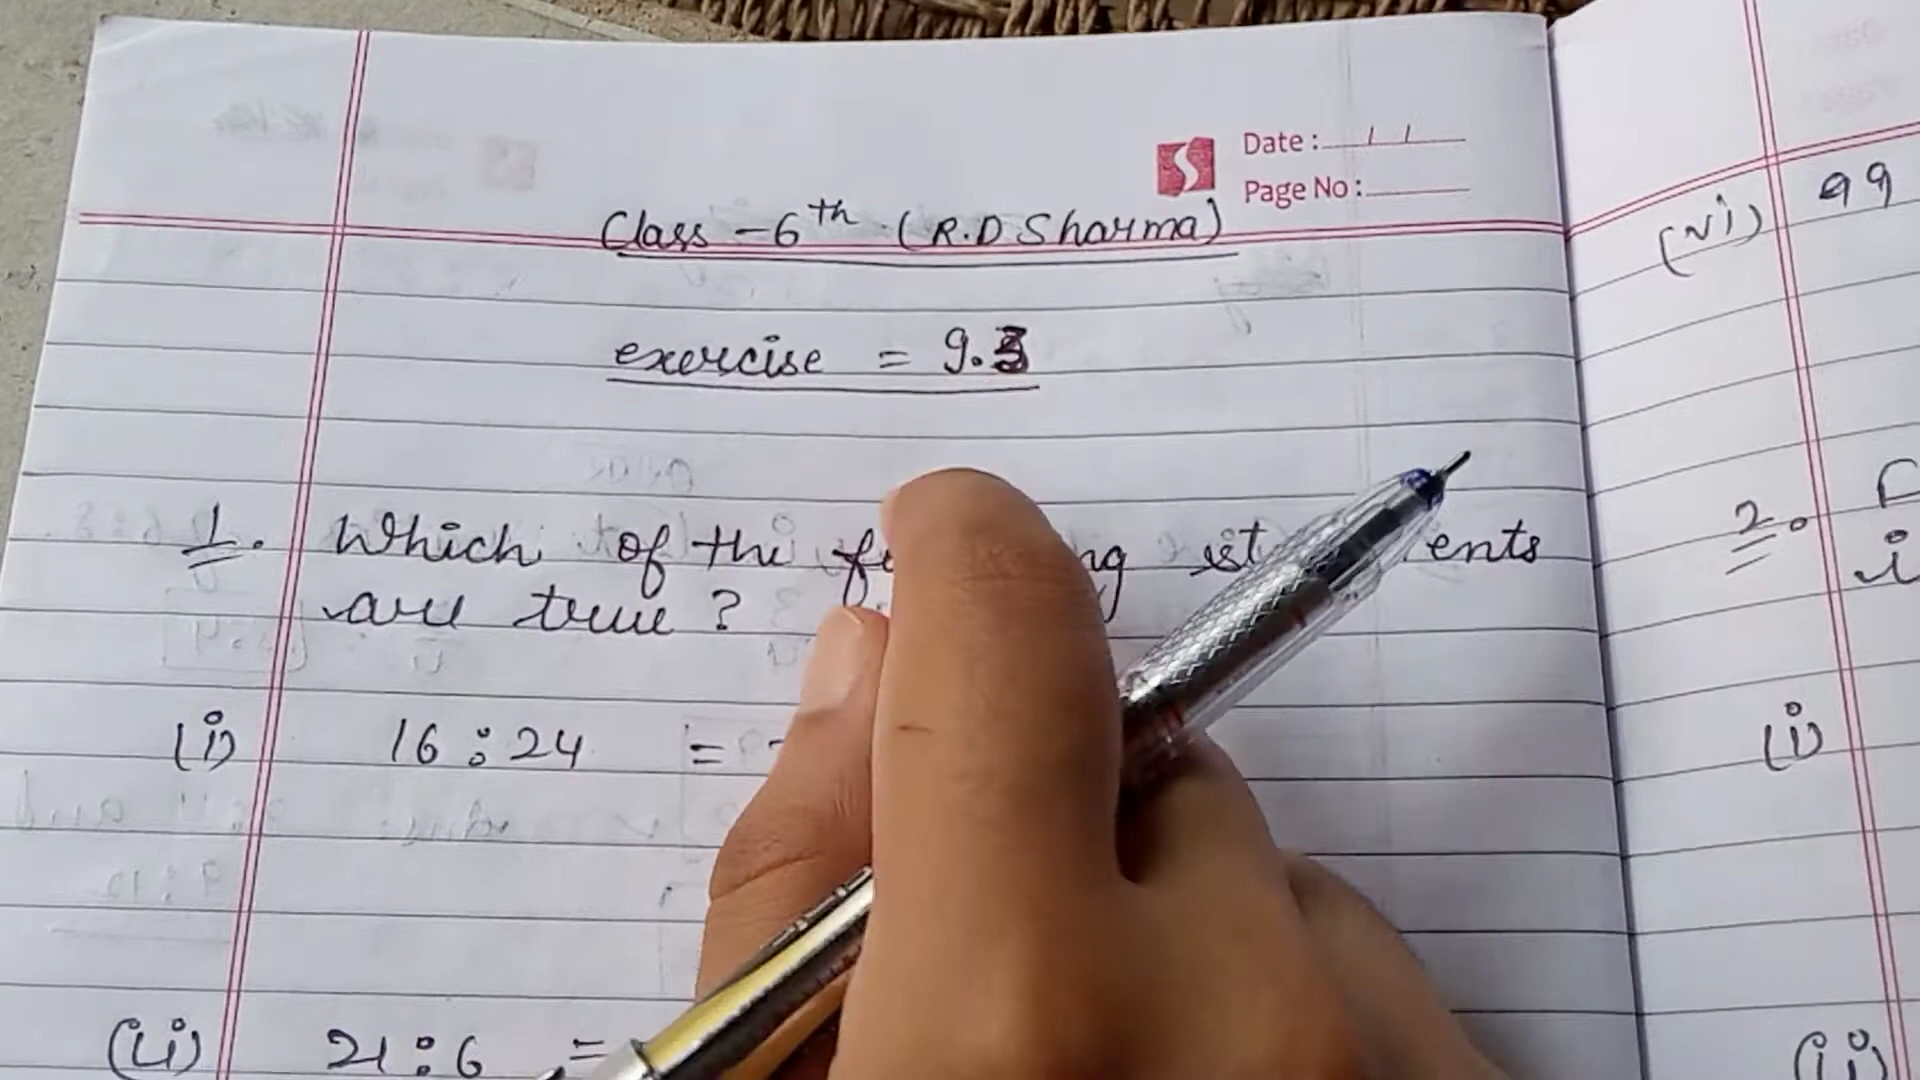 Date : / /
Page No :
Class - 6th (R.D Sharma)
exercise = 9.3
1. Which of the
are true ?
(i) 16 : 24 =
(ii) 21 : 6 =
(vi) 99
2.
(i)
(ii)